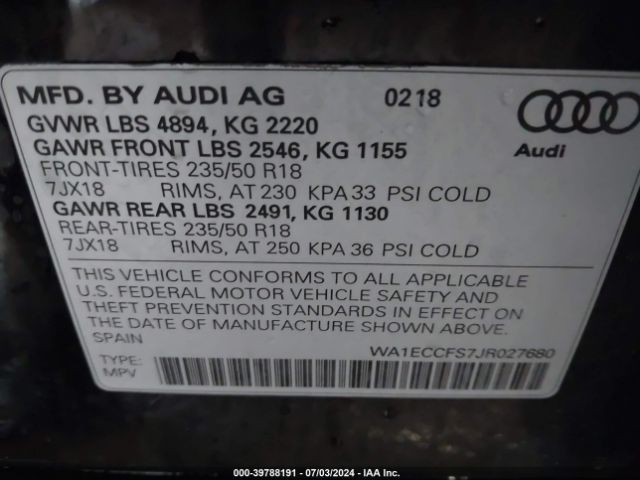 MFD. BY AUDI AG 0218
GVWR LBS 4894, KG 2220
GAWR FRONT LBS 2546, KG 1155
Audi
FRONT-TIRES 235/50 R18
7JX18 RIMS, AT 230 KPA 33 PSI COLD
GAWR REAR LBS 2491, KG 1130
REAR-TIRES 235/50 R18
7JX18 RIMS, AT 250 KPA 36 PSI COLD
THIS VEHICLE CONFORMS TO ALL APPLICABLE
U.S. FEDERAL MOTOR VEHICLE SAFETY AND
THEFT PREVENTION STANDARDS IN EFFECT ON
THE DATE OF MANUFACTURE SHOWN ABOVE.
SPAIN
WA1ECCFS7JR027680
TYPE:
MPV
000-39788191 - 07/03/2024 - IAA Inc.